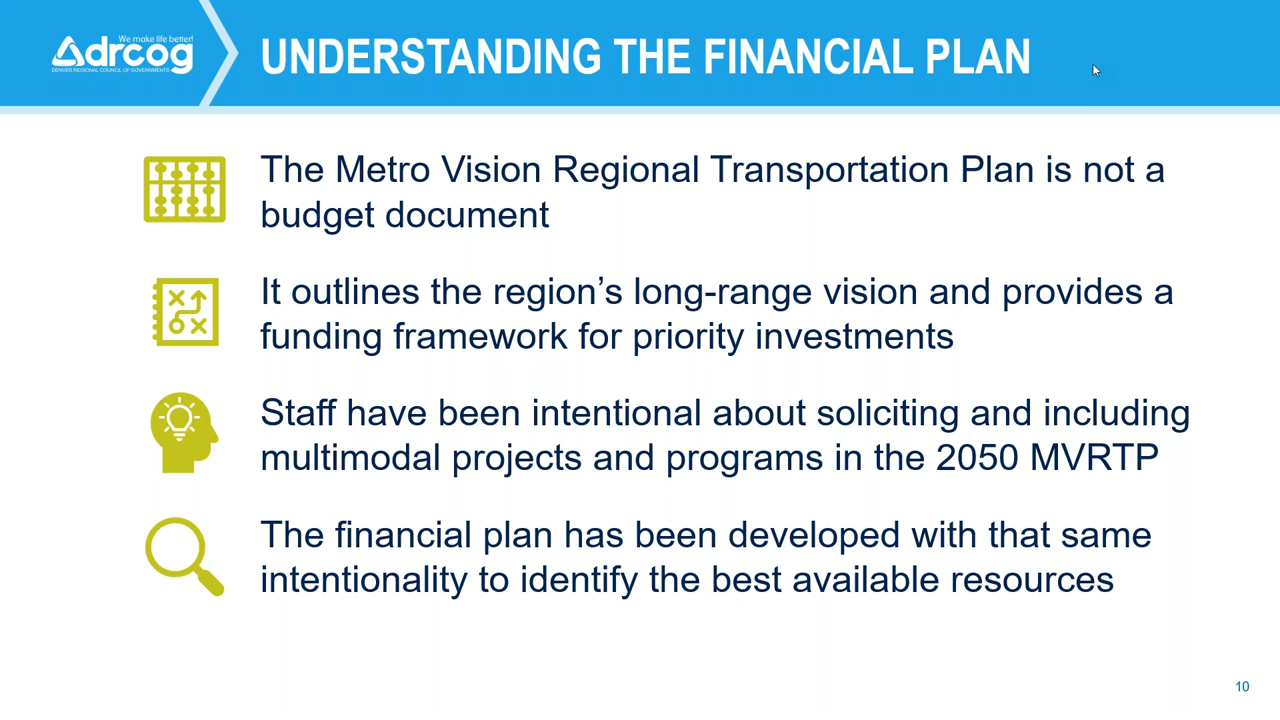 We make life better!
drcog
DENVER REGIONAL COUNCIL OF GOVERNMENTS
UNDERSTANDING THE FINANCIAL PLAN
The Metro Vision Regional Transportation Plan is not a
budget document
It outlines the region’s long-range vision and provides a
funding framework for priority investments
Staff have been intentional about soliciting and including
multimodal projects and programs in the 2050 MVRTP
The financial plan has been developed with that same
intentionality to identify the best available resources
10